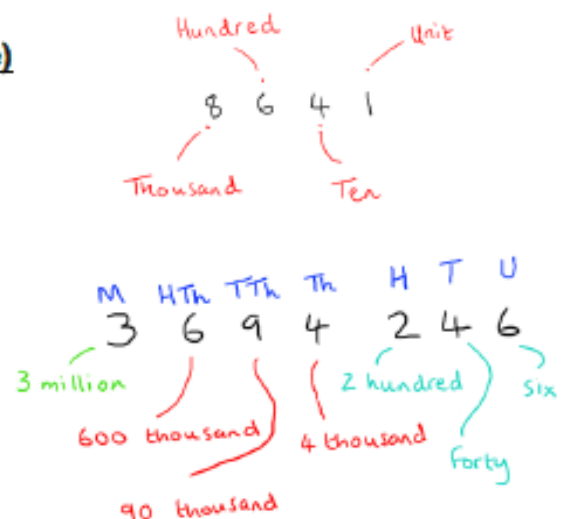 )
Hundred Unit
8 6 4 1
Thousand Ten
M HTh TTh Th H T U
3 6 9 4 2 4 6
3 million 2 hundred six
600 thousand 4 thousand
forty
90 thousand